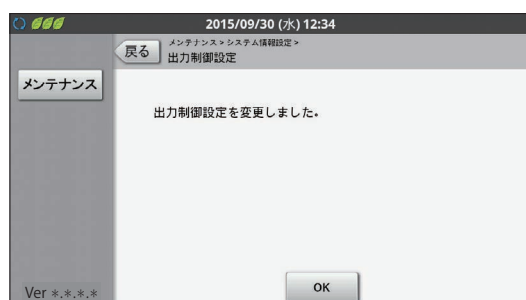 2015/09/30 (水) 12:34
戻る
メンテナンス > システム情報設定 >
出力制御設定
メンテナンス
出力制御設定を変更しました。
OK
Ver *.*.*.*